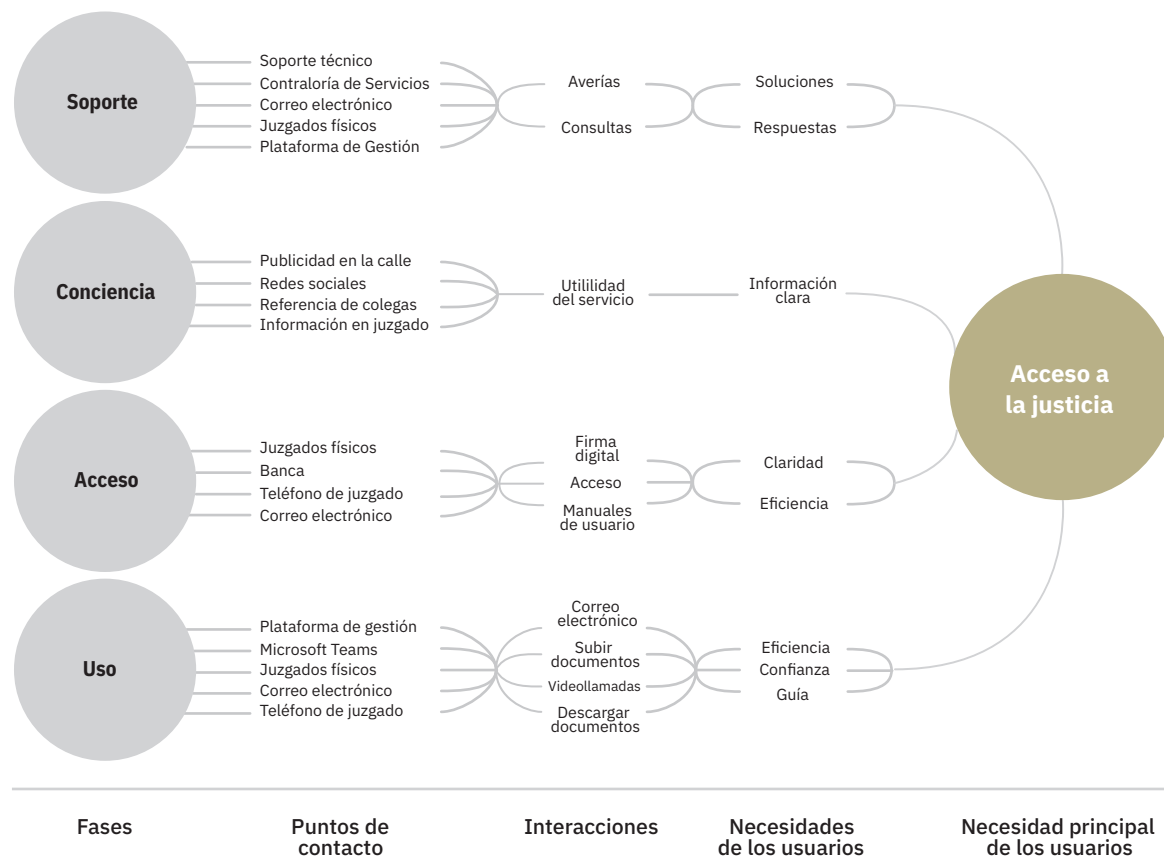 Soporte
Soporte técnico
Contraloría de Servicios
Correo electrónico
Juzgados físicos
Plataforma de Gestión
Averías
Consultas
Soluciones
Respuestas
Conciencia
Publicidad en la calle
Redes sociales
Referencia de colegas
Información en juzgado
Utililidad
del servicio
Información
clara
Acceso
Juzgados físicos
Banca
Teléfono de juzgado
Correo electrónico
Firma
digital
Acceso
Manuales
de usuario
Claridad
Eficiencia
Uso
Plataforma de gestión
Microsoft Teams
Juzgados físicos
Correo electrónico
Teléfono de juzgado
Correo
electrónico
Subir
documentos
Videollamadas
Descargar
documentos
Eficiencia
Confianza
Guía
Acceso a
la justicia
Fases
Puntos de
contacto
Interacciones
Necesidades
de los usuarios
Necesidad principal
de los usuarios